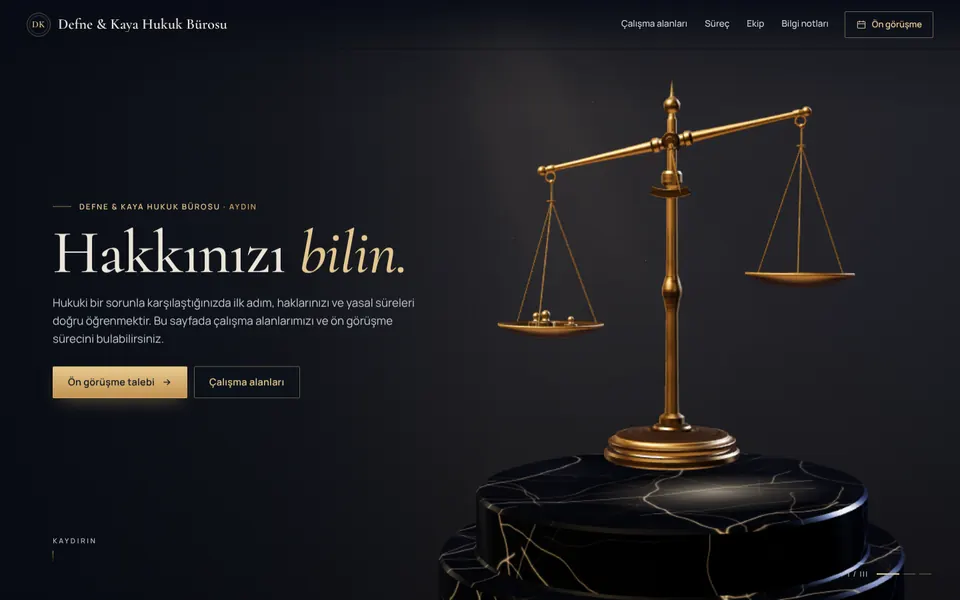 DK
Defne & Kaya Hukuk Bürosu
Çalışma alanları
Süreç
Ekip
Bilgi notları
Ön görüşme
DEFNE & KAYA HUKUK BÜROSU · AYDIN
Hakkınızı bilin.
Hukuki bir sorunla karşılaştığınızda ilk adım, haklarınızı ve yasal süreleri
doğru öğrenmektir. Bu sayfada çalışma alanlarımızı ve ön görüşme
sürecini bulabilirsiniz.
Ön görüşme talebi →
Çalışma alanları
KAYDIRIN
I / III